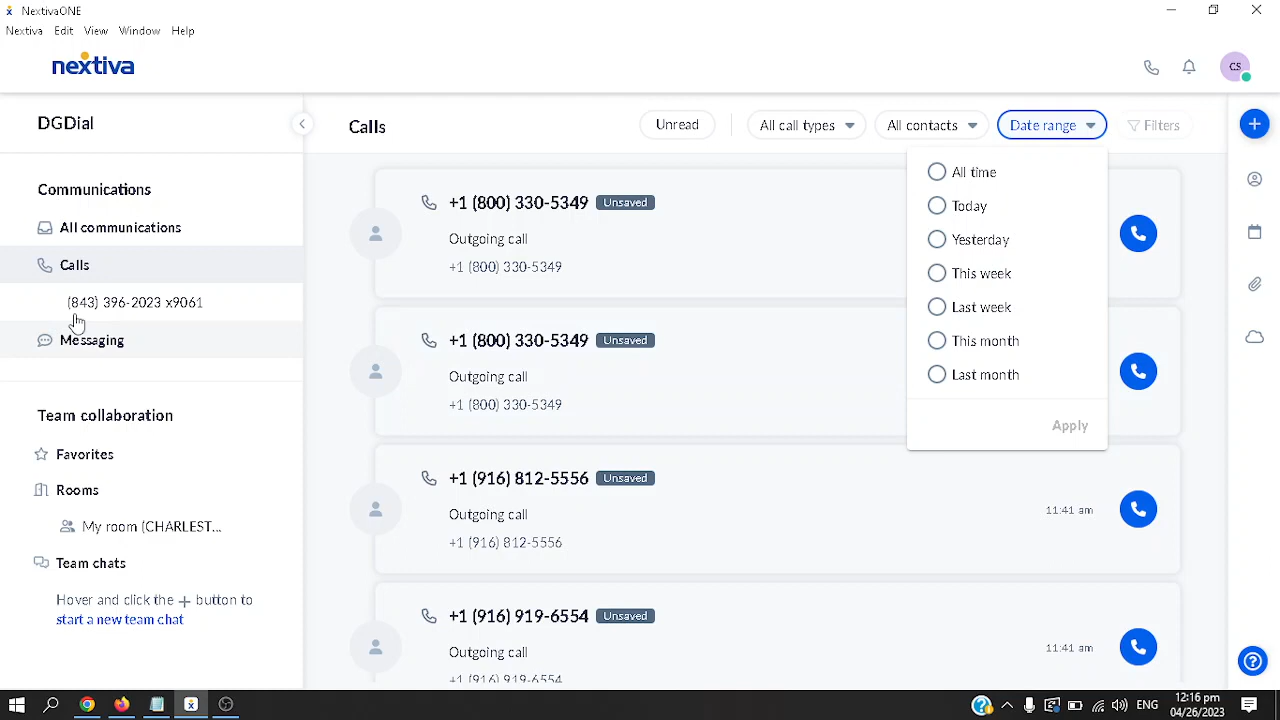 NextivaONE
Nextiva Edit View Window Help
nextiva
CS
DGDial
Calls
Unread
All call types
All contacts
Date range
Filters
Communications
All communications
Calls
(843) 396-2023 x9061
Messaging
Team collaboration
Favorites
Rooms
My room (CHARLEST...
Team chats
Hover and click the + button to
start a new team chat
+1 (800) 330-5349 Unsaved
Outgoing call
+1 (800) 330-5349
+1 (800) 330-5349 Unsaved
Outgoing call
+1 (800) 330-5349
+1 (916) 812-5556 Unsaved
Outgoing call
+1 (916) 812-5556
11:41 am
+1 (916) 919-6554 Unsaved
Outgoing call
+1 (916) 919-6554
11:41 am
All time
Today
Yesterday
This week
Last week
This month
Last month
Apply
ENG
12:16 pm
04/26/2023